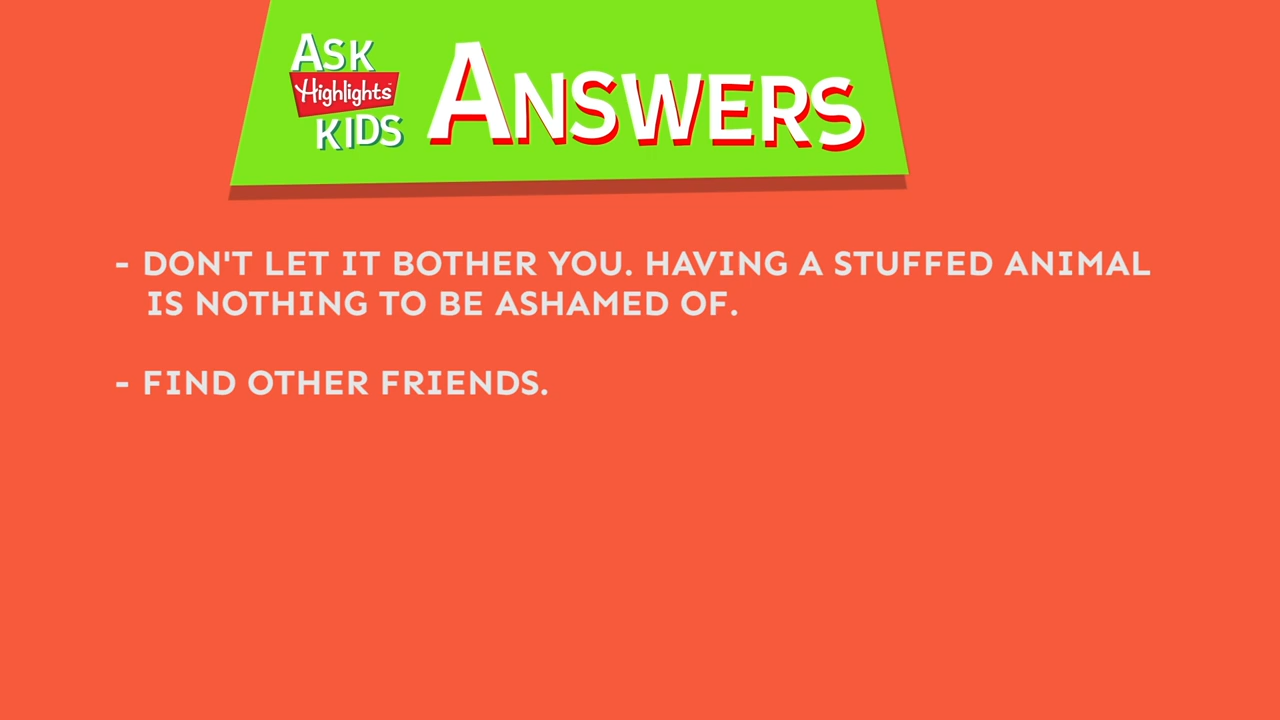 ASK
Highlights™
KIDS
ANSWERS
- DON'T LET IT BOTHER YOU. HAVING A STUFFED ANIMAL
IS NOTHING TO BE ASHAMED OF.
- FIND OTHER FRIENDS.